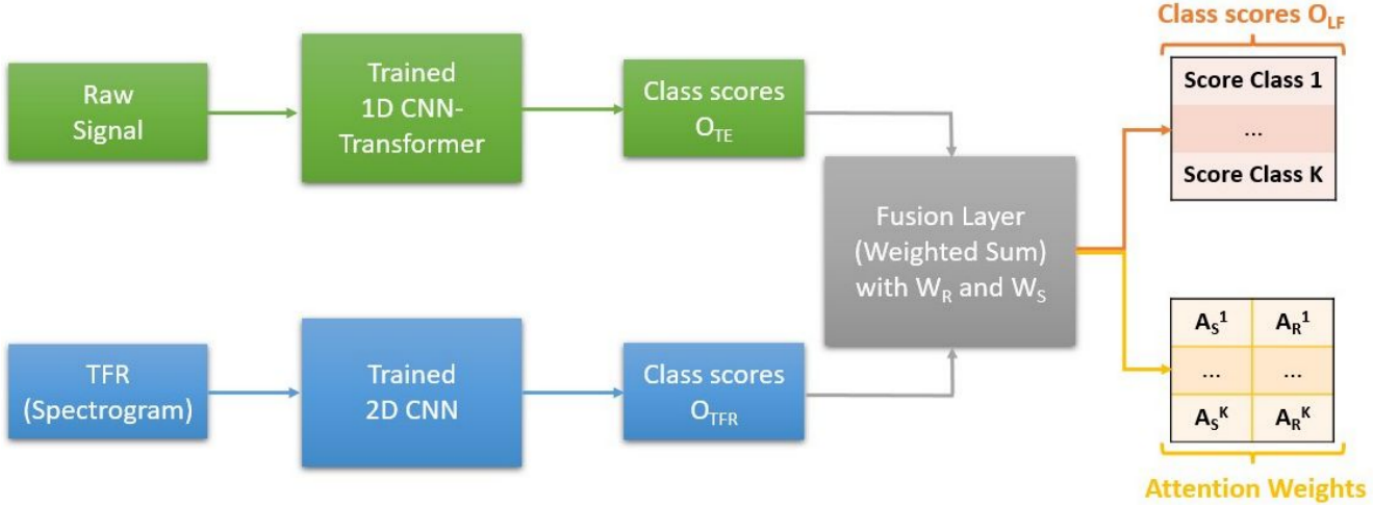 Raw
Signal
Trained
1D CNN-
Transformer
Class scores
O_TE
TFR
(Spectrogram)
Trained
2D CNN
Class scores
O_TFR
Fusion Layer
(Weighted Sum)
with W_R and W_S
Class scores O_LF
Score Class 1
...
Score Class K
A_S^1 A_R^1
... ...
A_S^K A_R^K
Attention Weights